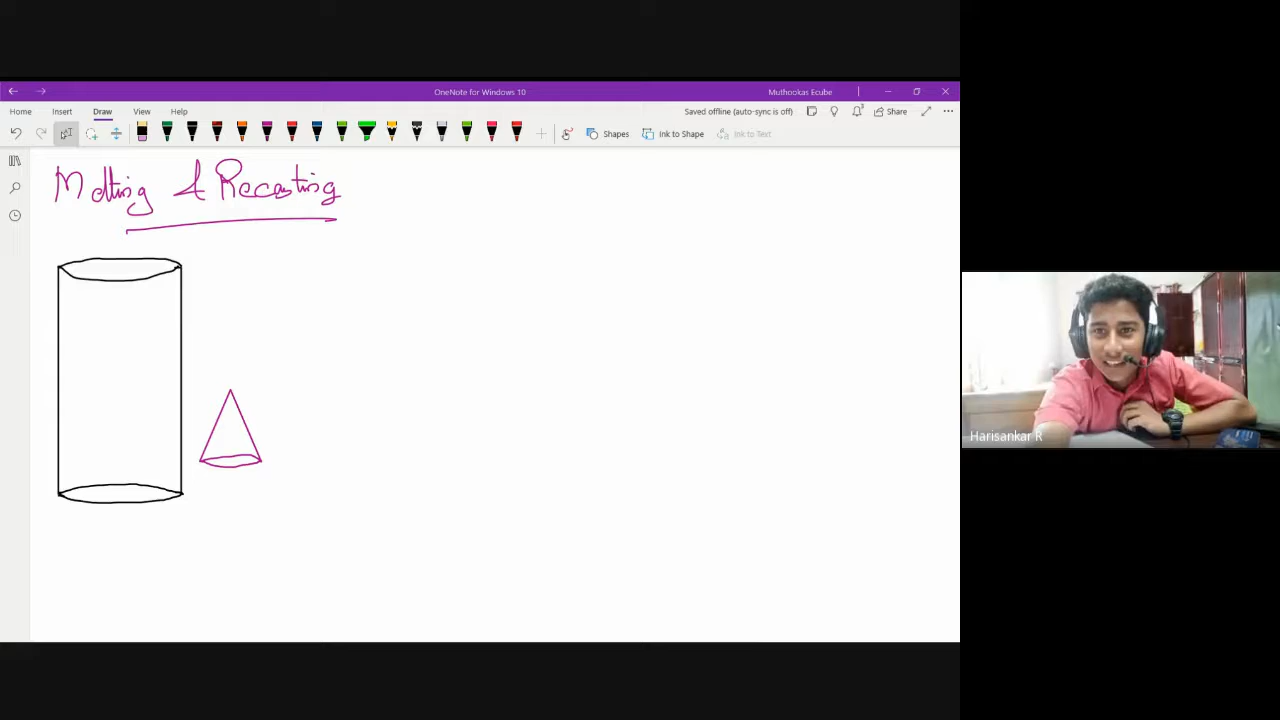 OneNote for Windows 10
Muthookas Ecube
Home Insert Draw View Help
Saved offline (auto-sync is off)
3
Share
Shapes
Ink to Shape
Ink to Text
Melting & Recasting
Harisankar R